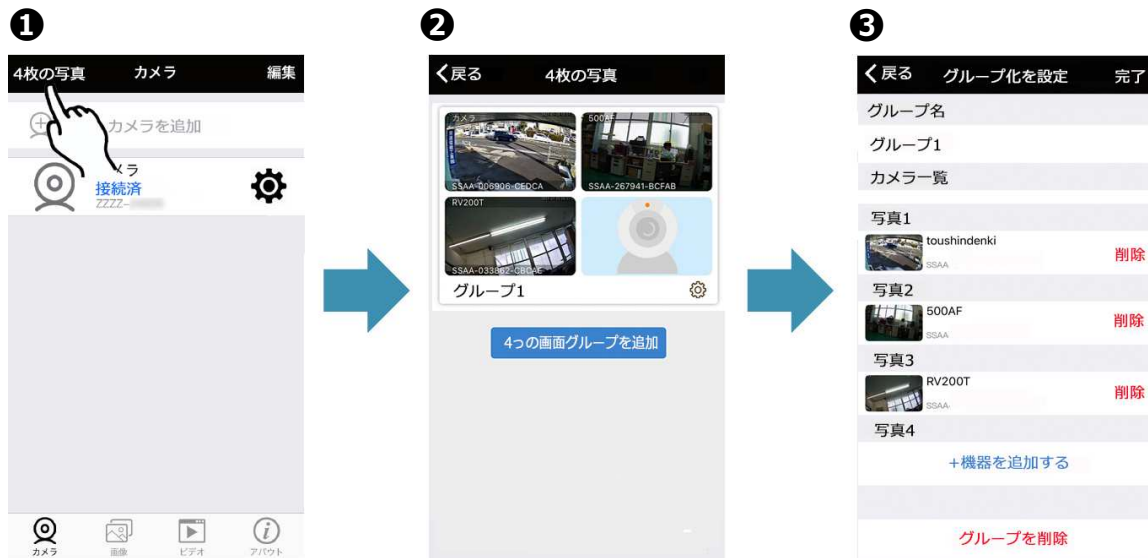 ❶
4枚の写真 カメラ 編集
カメラを追加
メラ
接続済
ZZZZ-
カメラ 画像 ビデオ アバウト
❷
戻る 4枚の写真
カメラ 500AF
SSAA-006906-CEDCA SSAA-267941-BCFAB
RV200T
SSAA-033862-CBCAE
グループ1
4っの画面グループを追加
❸
戻る グループ化を設定 完了
グループ名
グループ1
カメラ一覧
写真1
toushindenki
SSAA
削除
写真2
500AF
SSAA
削除
写真3
RV200T
SSAA
削除
写真4
+機器を追加する
グループを削除